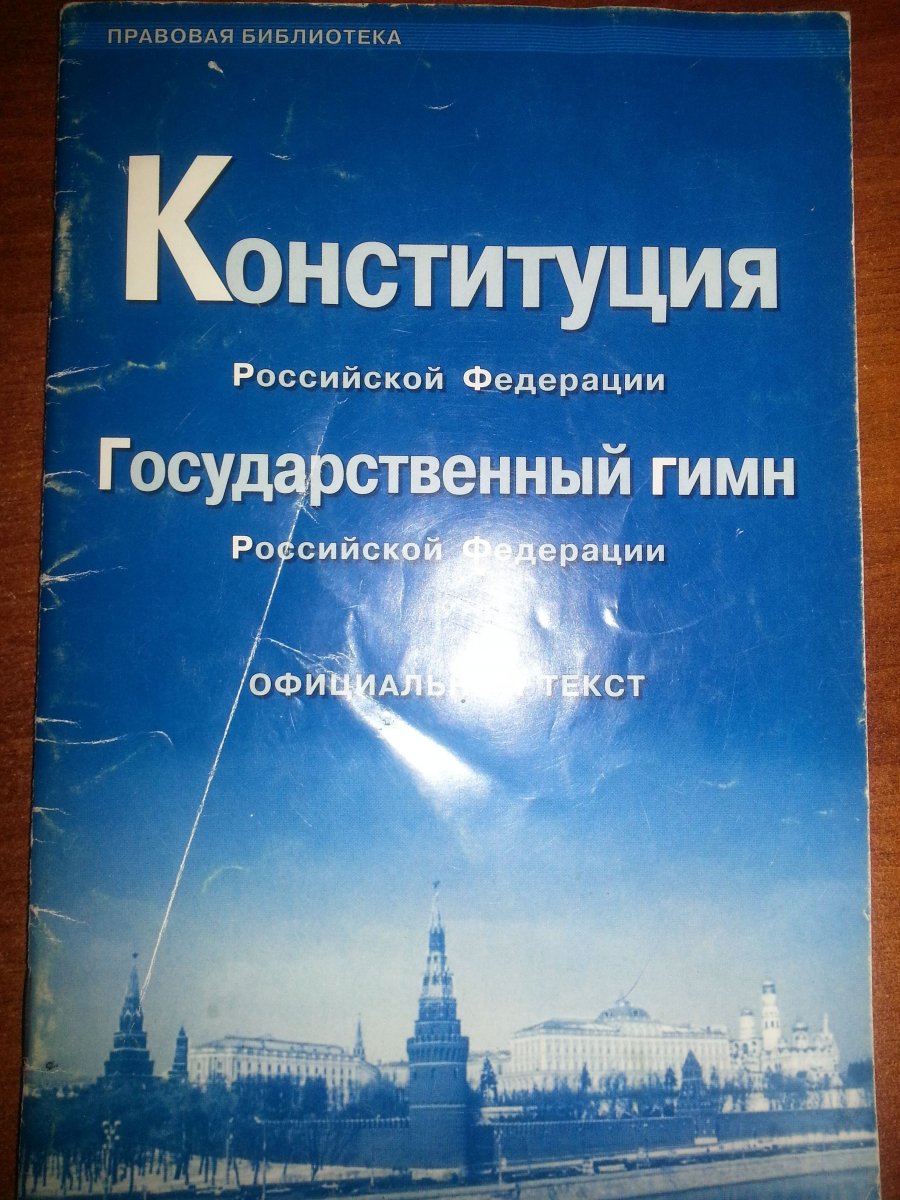 ПРАВОВАЯ БИБЛИОТЕКА
Конституция
Российской Федерации
Государственный гимн
Российской Федерации
ТЕКСТ